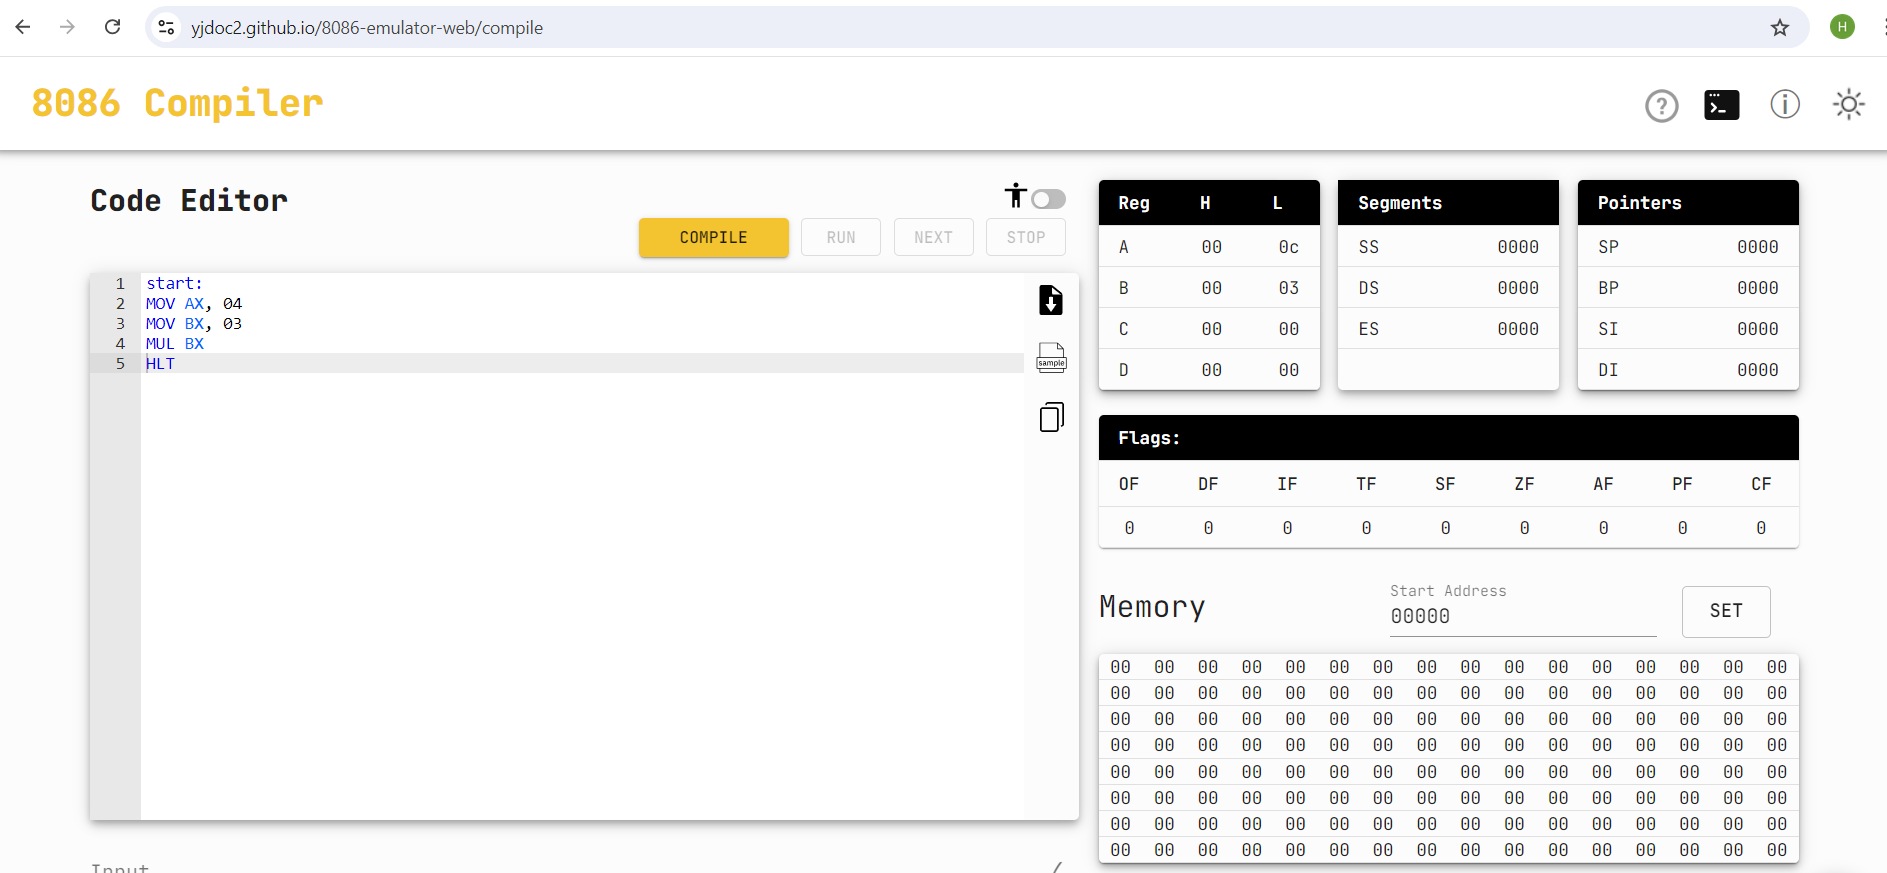 yjdoc2.github.io/8086-emulator-web/compile
H
8086 Compiler
Code Editor
COMPILE RUN NEXT STOP
1 start:
2 MOV AX, 04
3 MOV BX, 03
4 MUL BX
5 HLT
sample
Input
Reg H L
A 00 0c
B 00 03
C 00 00
D 00 00
Segments
SS 0000
DS 0000
ES 0000
Pointers
SP 0000
BP 0000
SI 0000
DI 0000
Flags:
OF DF IF TF SF ZF AF PF CF
0 0 0 0 0 0 0 0 0
Memory
Start Address
00000
SET
00 00 00 00 00 00 00 00 00 00 00 00 00 00 00 00
00 00 00 00 00 00 00 00 00 00 00 00 00 00 00 00
00 00 00 00 00 00 00 00 00 00 00 00 00 00 00 00
00 00 00 00 00 00 00 00 00 00 00 00 00 00 00 00
00 00 00 00 00 00 00 00 00 00 00 00 00 00 00 00
00 00 00 00 00 00 00 00 00 00 00 00 00 00 00 00
00 00 00 00 00 00 00 00 00 00 00 00 00 00 00 00
00 00 00 00 00 00 00 00 00 00 00 00 00 00 00 00